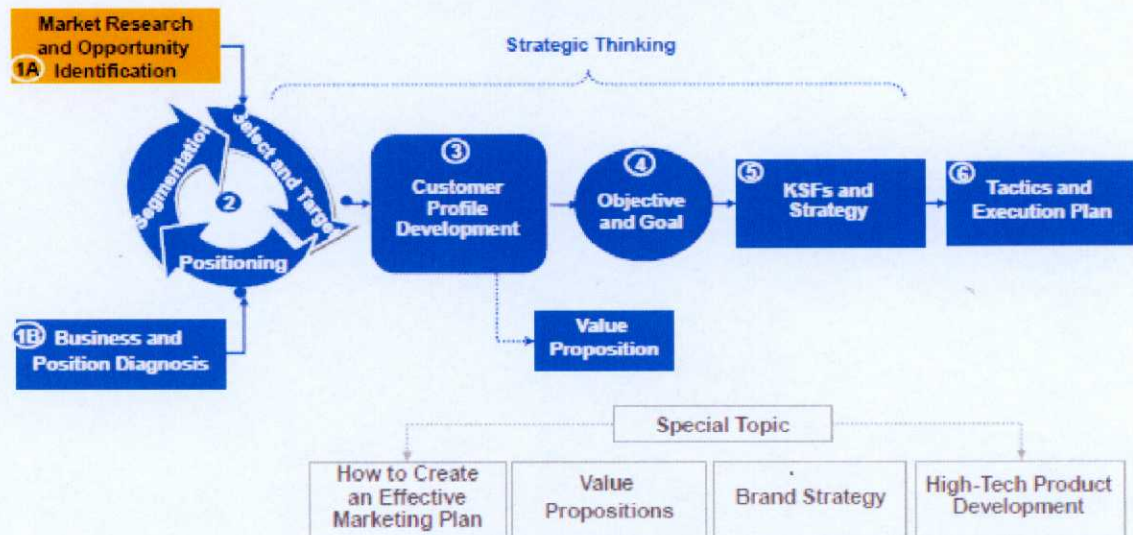 Market Research
and Opportunity
1A Identification
Strategic Thinking
Segmentation
Select and Target
2
Positioning
3
Customer
Profile
Development
4
Objective
and Goal
5
KSFs and
Strategy
6
Tactics and
Execution Plan
1B Business and
Position Diagnosis
Value
Proposition
Special Topic
How to Create
an Effective
Marketing Plan
Value
Propositions
Brand Strategy
High-Tech Product
Development